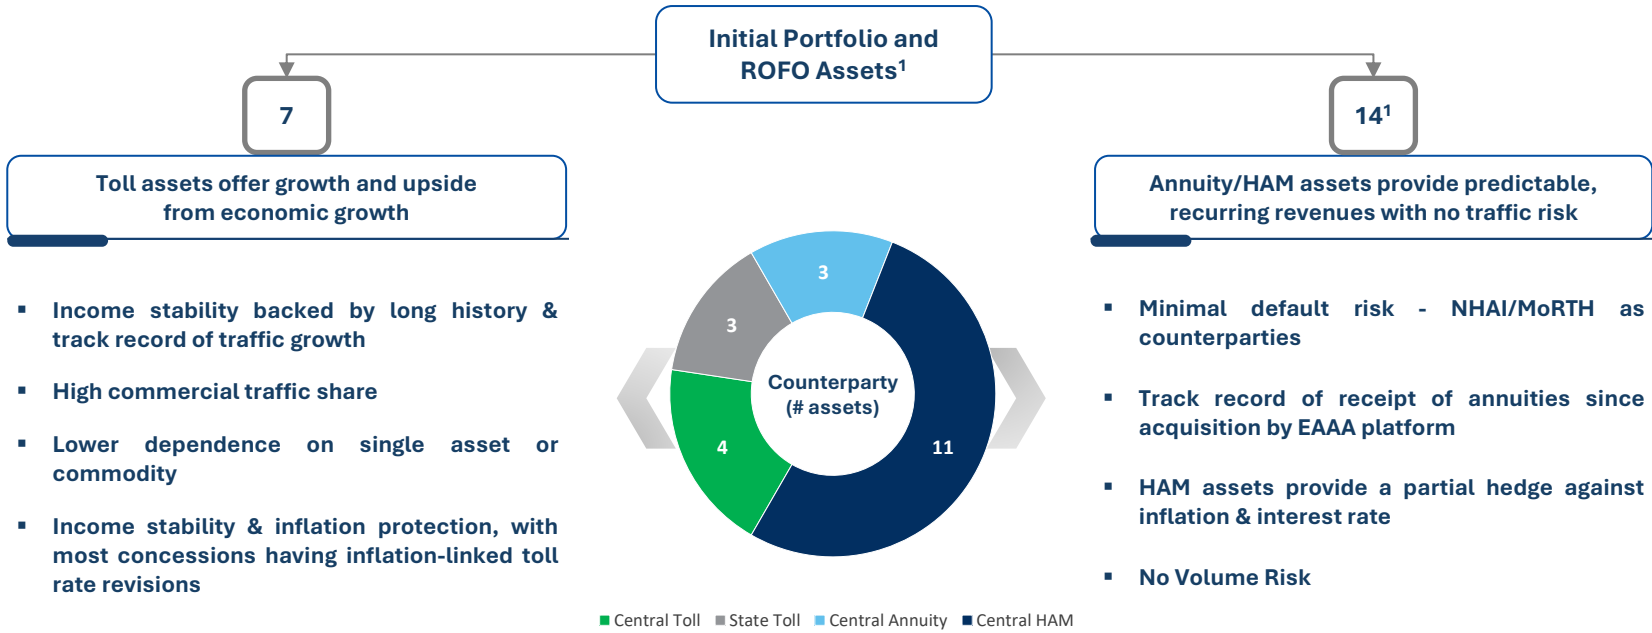 Initial Portfolio and
ROFO Assets¹
7
14¹
Toll assets offer growth and upside
from economic growth
▪ Income stability backed by long history &
track record of traffic growth
▪ High commercial traffic share
▪ Lower dependence on single asset or
commodity
▪ Income stability & inflation protection, with
most concessions having inflation-linked toll
rate revisions
3
3
Counterparty
(# assets)
4
11
Central Toll
State Toll
Central Annuity
Central HAM
Annuity/HAM assets provide predictable,
recurring revenues with no traffic risk
▪ Minimal default risk - NHAI/MoRTH as
counterparties
▪ Track record of receipt of annuities since
acquisition by EAAA platform
▪ HAM assets provide a partial hedge against
inflation & interest rate
▪ No Volume Risk